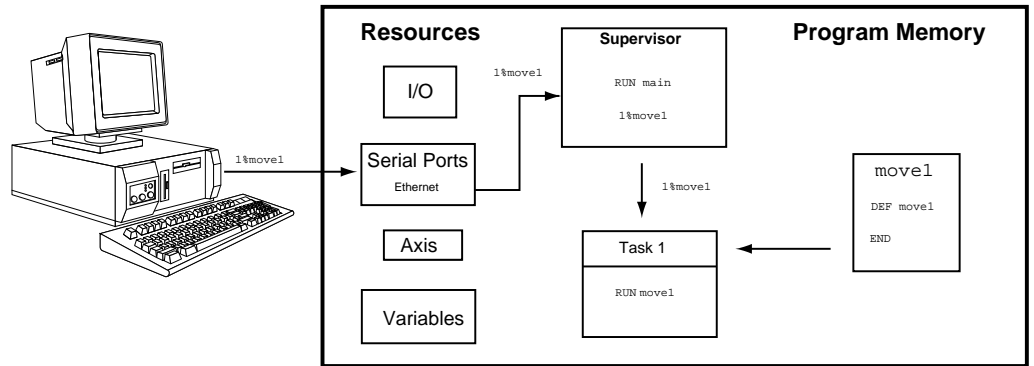 Resources
Supervisor
Program Memory
I/O
1%move1
RUN main
1%move1
1%move1
Serial Ports
Ethernet
1%move1
move1
DEF move1
END
Axis
Task 1
RUN move1
Variables